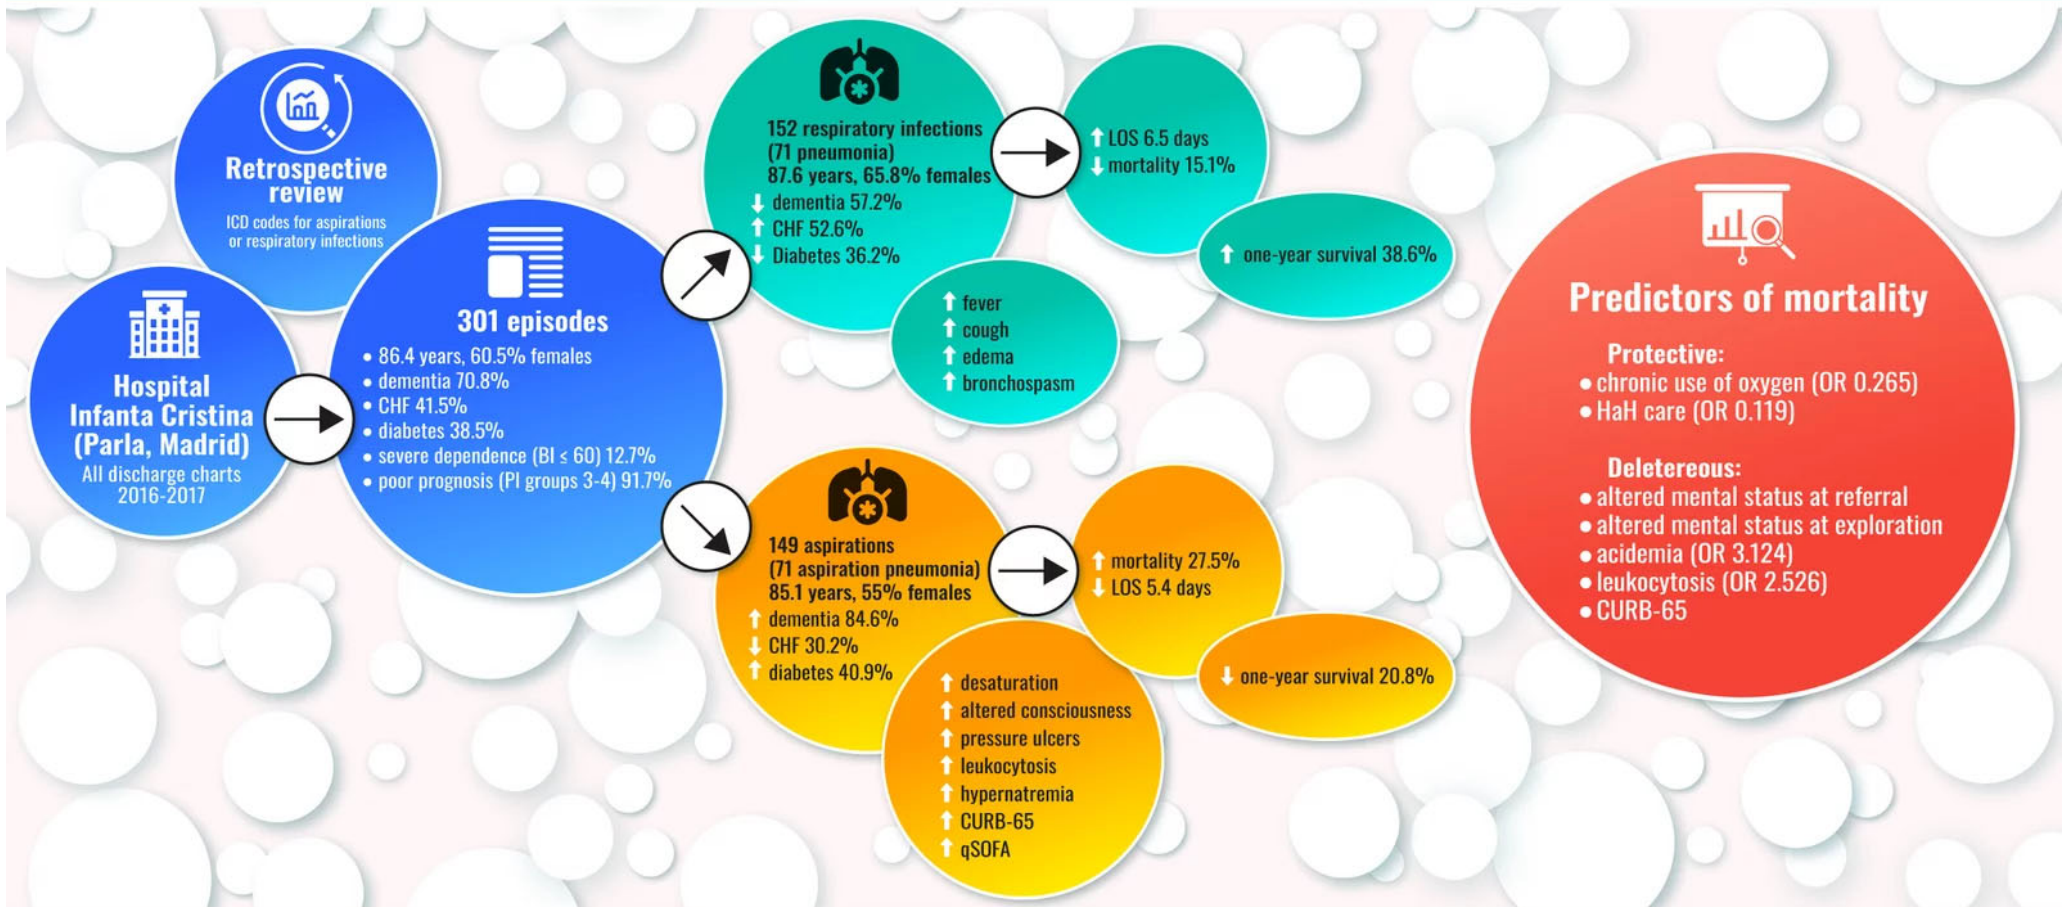 Retrospective
review
ICD codes for aspirations
or respiratory infections
Hospital
Infanta Cristina
(Parla, Madrid)
All discharge charts
2016-2017
301 episodes
• 86.4 years, 60.5% females
• dementia 70.8%
• CHF 41.5%
• diabetes 38.5%
• severe dependence (BI ≤ 60) 12.7%
• poor prognosis (PI groups 3-4) 91.7%
152 respiratory infections
(71 pneumonia)
87.6 years, 65.8% females
↓ dementia 57.2%
↑ CHF 52.6%
↓ Diabetes 36.2%
↑ fever
↑ cough
↑ edema
↑ bronchospasm
↑ LOS 6.5 days
↓ mortality 15.1%
↑ one-year survival 38.6%
149 aspirations
(71 aspiration pneumonia)
85.1 years, 55% females
↑ dementia 84.6%
↓ CHF 30.2%
↑ diabetes 40.9%
↑ desaturation
↑ altered consciousness
↑ pressure ulcers
↑ leukocytosis
↑ hypernatremia
↑ CURB-65
↑ qSOFA
↑ mortality 27.5%
↓ LOS 5.4 days
↓ one-year survival 20.8%
Predictors of mortality
Protective:
• chronic use of oxygen (OR 0.265)
• HaH care (OR 0.119)
Deletereous:
• altered mental status at referral
• altered mental status at exploration
• acidemia (OR 3.124)
• leukocytosis (OR 2.526)
• CURB-65